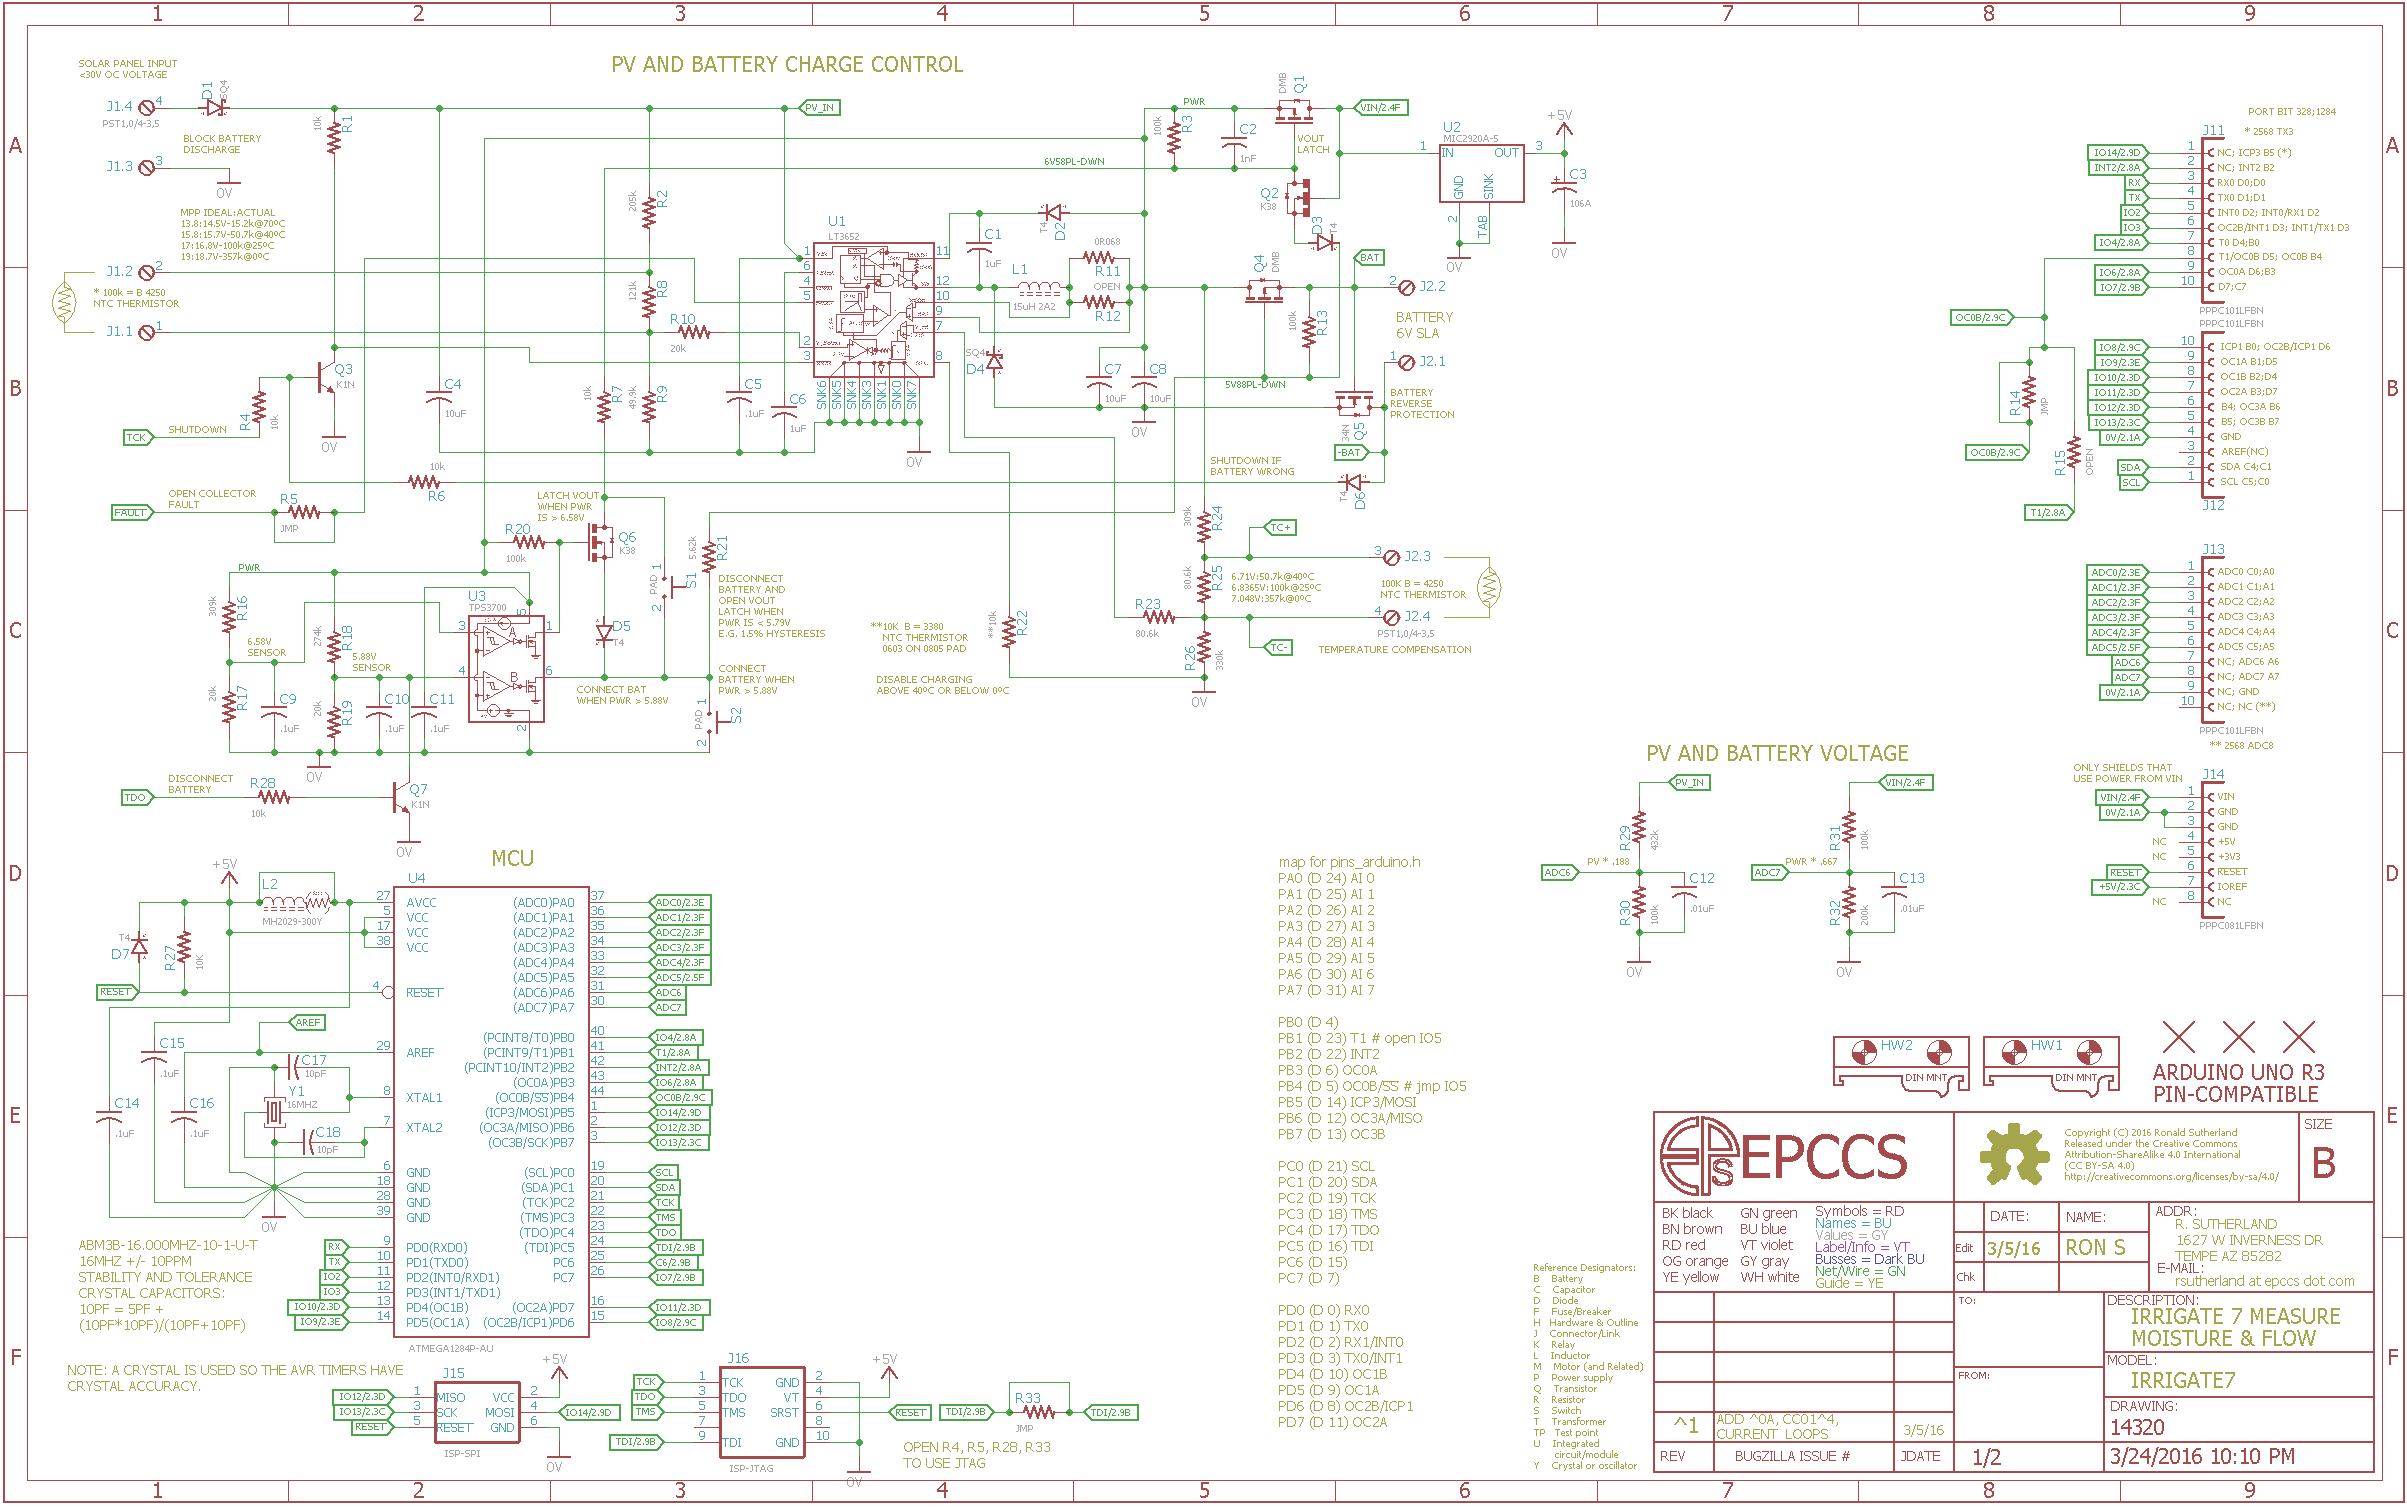 1 2 3 4 5 6 7 8 9
A
B
C
D
E
F
PV AND BATTERY CHARGE CONTROL
SOLAR PANEL INPUT
<30V OC VOLTAGE
J1.4 4
PST1,0/4-3,5
D1
SQ4
BLOCK BATTERY
DISCHARGE
J1.3 3
0V
MPP IDEAL:ACTUAL
13.8:14.5V-15.2k@70ºC
15.8:15.7V-50.7k@40ºC
17:16.8V-100k@25ºC
19:18.7V-357k@0ºC
J1.2 2
* 100k = B 4250
NTC THERMISTOR
J1.1 1
R1
10k
R2
205k
R8
121k
R10
20k
R9
49.9k
R7
10k
Q3
K1N
0V
R4
10k
TCK
SHUTDOWN
C4
10uF
R6
10k
FAULT
OPEN COLLECTOR
FAULT
R5
JMP
C5
.1uF
C6
1uF
PV_IN
U1
LT3652
1
6
4
5
2
3
11
12
10
9
7
8
SNK6
SNK5
SNK4
SNK3
SNK1
SNK0
SNK7
0V
C1
1uF
D2
T4
L1
15uH 2A2
0R068
R11
OPEN
R12
D4
SQ4
C7
10uF
C8
10uF
0V
PWR
R3
100k
C2
1nF
Q1
DMB
VIN/2.4F
VOUT
LATCH
6V58PL-DWN
Q2
K38
D3
T4
BAT
Q4
DMB
R13
100k
5V88PL-DWN
J2.2 2
BATTERY
6V SLA
J2.1 1
BATTERY
REVERSE
PROTECTION
Q5
34N
-BAT
D6
T4
SHUTDOWN IF
BATTERY WRONG
U2
MIC2920A-5
1 IN OUT 3
GND
SINK
2
TAB
0V
+5V
C3
106A
0V
LATCH VOUT
WHEN PWR
IS > 6.58V
R20
100k
Q6
K38
S1
PAD
1
2
R21
5.62k
DISCONNECT
BATTERY AND
OPEN VOUT
LATCH WHEN
PWR IS < 5.79V
E.G. 1.5% HYSTERESIS
D5
T4
CONNECT BAT
WHEN PWR > 5.88V
CONNECT
BATTERY WHEN
PWR > 5.88V
S2
PAD
1
2
PWR
R16
309k
6.58V
SENSOR
R17
20k
C9
.1uF
R18
274k
5.88V
SENSOR
R19
20k
C10
.1uF
C11
.1uF
U3
TPS3700
3
4
5
1
6
2
A
B
0V
DISCONNECT
BATTERY
TDO
R28
10k
Q7
K1N
0V
R22
**10k
**10K B = 3380
NTC THERMISTOR
0603 ON 0805 PAD
DISABLE CHARGING
ABOVE 40ºC OR BELOW 0ºC
R24
309k
TC+
R25
80.6k
6.71V:50.7k@40ºC
6.8365V:100k@25ºC
7.048V:357k@0ºC
R23
80.6k
R26
330k
TC-
0V
J2.3 3
100K B = 4250
NTC THERMISTOR
J2.4 4
PST1,0/4-3,5
TEMPERATURE COMPENSATION
PORT BIT 328;1284
J11 * 2568 TX3
IO14/2.9D 1 NC; ICP3 B5 (*)
INT2/2.8A 2 NC; INT2 B2
RX 3 RX0 D0;D0
TX 4 TX0 D1;D1
IO2 5 INT0 D2; INT0/RX1 D2
IO3 6 OC2B/INT1 D3; INT1/TX1 D3
IO4/2.8A 7 T0 D4;B0
8 T1/OC0B D5; OC0B B4
IO6/2.8A 9 OC0A D6;B3
IO7/2.9B 10 D7;C7
PPPC101LFBN
PPPC101LFBN
OC0B/2.9C
IO8/2.9C 10 ICP1 B0; OC2B/ICP1 D6
IO9/2.3E 9 OC1A B1;D5
IO10/2.3D 8 OC1B B2;D4
IO11/2.3D 7 OC2A B3;D7
IO12/2.3D 6 B4; OC3A B6
IO13/2.3C 5 B5; OC3B B7
0V/2.1A 4 GND
3 AREF(NC)
SDA 2 SDA C4;C1
SCL 1 SCL C5;C0
J12
R14
JMP
OC0B/2.9C
R15
OPEN
T1/2.8A
J13
ADC0/2.3E 1 ADC0 C0;A0
ADC1/2.3F 2 ADC1 C1;A1
ADC2/2.3F 3 ADC2 C2;A2
ADC3/2.3F 4 ADC3 C3;A3
ADC4/2.3F 5 ADC4 C4;A4
ADC5/2.5F 6 ADC5 C5;A5
ADC6 7 NC; ADC6 A6
ADC7 8 NC; ADC7 A7
0V/2.1A 9 NC; GND
10 NC; NC (**)
PPPC101LFBN
** 2568 ADC8
ONLY SHIELDS THAT
USE POWER FROM VIN
J14
VIN/2.4F 1 VIN
0V/2.1A 2 GND
3 GND
NC 4 +5V
NC 5 +3V3
RESET 6 RESET
+5V/2.3C 7 IOREF
NC 8 NC
PPPC081LFBN
PV AND BATTERY VOLTAGE
PV_IN
R29
432k
PV * .188
ADC6
R30
100k
C12
.01uF
0V
VIN/2.4F
R31
100k
PWR * .667
ADC7
R32
200k
C13
.01uF
0V
MCU
+5V
L2
MH2029-300Y
D7
T4
R27
10K
RESET
AREF
C15
.1uF
C14
.1uF
C16
.1uF
C17
10pF
Y1
16MHZ
C18
10pF
0V
U4
27 AVCC (ADC0)PA0 37 ADC0/2.3E
5 VCC (ADC1)PA1 36 ADC1/2.3F
17 VCC (ADC2)PA2 35 ADC2/2.3F
38 VCC (ADC3)PA3 34 ADC3/2.3F
(ADC4)PA4 33 ADC4/2.3F
(ADC5)PA5 32 ADC5/2.5F
4 RESET (ADC6)PA6 31 ADC6
(ADC7)PA7 30 ADC7
(PCINT8/T0)PB0 40 IO4/2.8A
29 AREF (PCINT9/T1)PB1 41 T1/2.8A
(PCINT10/INT2)PB2 42 INT2/2.8A
(OC0A)PB3 43 IO6/2.8A
8 XTAL1 (OC0B/SS)PB4 44 OC0B/2.9C
(ICP3/MOSI)PB5 1 IO14/2.9D
7 XTAL2 (OC3A/MISO)PB6 2 IO12/2.3D
(OC3B/SCK)PB7 3 IO13/2.3C
6 GND (SCL)PC0 19 SCL
18 GND (SDA)PC1 20 SDA
28 GND (TCK)PC2 21 TCK
39 GND (TMS)PC3 22 TMS
(TDO)PC4 23 TDO
RX 9 PD0(RXD0) (TDI)PC5 24 TDI/2.9B
TX 10 PD1(TXD0) PC6 25 C6/2.9B
IO2 11 PD2(INT0/RXD1) PC7 26 IO7/2.9B
IO3 12 PD3(INT1/TXD1)
IO10/2.3D 13 PD4(OC1B) (OC2A)PD7 16 IO11/2.3D
IO9/2.3E 14 PD5(OC1A) (OC2B/ICP1)PD6 15 IO8/2.9C
ATMEGA1284P-AU
ABM3B-16.000MHZ-10-1-U-T
16MHZ +/- 10PPM
STABILITY AND TOLERANCE
CRYSTAL CAPACITORS:
10PF = 5PF +
(10PF*10PF)/(10PF+10PF)
NOTE: A CRYSTAL IS USED SO THE AVR TIMERS HAVE
CRYSTAL ACCURACY.
J15
+5V
IO12/2.3D 1 MISO VCC 2
IO13/2.3C 3 SCK MOSI 4 IO14/2.9D
RESET 5 RESET GND 6
ISP-SPI
0V
J16
+5V
TCK 1 TCK GND 2
TDO 3 TDO VT 4
TMS 5 TMS SRST 6 RESET
7 8
TDI/2.9B 9 TDI GND 10
ISP-JTAG
0V
TDI/2.9B R33 TDI/2.9B
JMP
OPEN R4, R5, R28, R33
TO USE JTAG
map for pins_arduino.h
PA0 (D 24) AI 0
PA1 (D 25) AI 1
PA2 (D 26) AI 2
PA3 (D 27) AI 3
PA4 (D 28) AI 4
PA5 (D 29) AI 5
PA6 (D 30) AI 6
PA7 (D 31) AI 7
PB0 (D 4)
PB1 (D 23) T1 # open IO5
PB2 (D 22) INT2
PB3 (D 6) OC0A
PB4 (D 5) OC0B/SS # jmp IO5
PB5 (D 14) ICP3/MOSI
PB6 (D 12) OC3A/MISO
PB7 (D 13) OC3B
PC0 (D 21) SCL
PC1 (D 20) SDA
PC2 (D 19) TCK
PC3 (D 18) TMS
PC4 (D 17) TDO
PC5 (D 16) TDI
PC6 (D 15)
PC7 (D 7)
PD0 (D 0) RX0
PD1 (D 1) TX0
PD2 (D 2) RX1/INT0
PD3 (D 3) TX0/INT1
PD4 (D 10) OC1B
PD5 (D 9) OC1A
PD6 (D 8) OC2B/ICP1
PD7 (D 11) OC2A
Reference Designators:
B Battery
C Capacitor
D Diode
F Fuse/Breaker
H Hardware & Outline
J Connector/Link
K Relay
L Inductor
M Motor (and Related)
P Power supply
Q Transistor
R Resistor
S Switch
T Transformer
TP Test point
U Integrated
circuit/module
Y Crystal or oscillator
HW2
DIN MNT
HW1
DIN MNT
ARDUINO UNO R3
PIN-COMPATIBLE
S EPCCS
Copyright (C) 2016 Ronald Sutherland
Released under the Creative Commons
Attribution-ShareAlike 4.0 International
(CC BY-SA 4.0)
http://creativecommons.org/licenses/by-sa/4.0/
SIZE
B
BK black GN green Symbols = RD
BN brown BU blue Names = BU
RD red VT violet Values = GY
OG orange GY gray Label/Info = VT
YE yellow WH white Busses = Dark BU
Net/Wire = GN
Guide = YE
DATE: NAME:
Edit 3/5/16 RON S
Chk
ADDR:
R. SUTHERLAND
1627 W INVERNESS DR
TEMPE AZ 85282
E-MAIL:
rsutherland at epccs dot com
TO:
FROM:
DESCRIPTION:
IRRIGATE 7 MEASURE
MOISTURE & FLOW
MODEL:
IRRIGATE7
DRAWING:
14320
^1 ADD ^0A, CC01^4,
CURRENT LOOPS 3/5/16
REV BUGZILLA ISSUE # JDATE 1/2 3/24/2016 10:10 PM
1 2 3 4 5 6 7 8 9